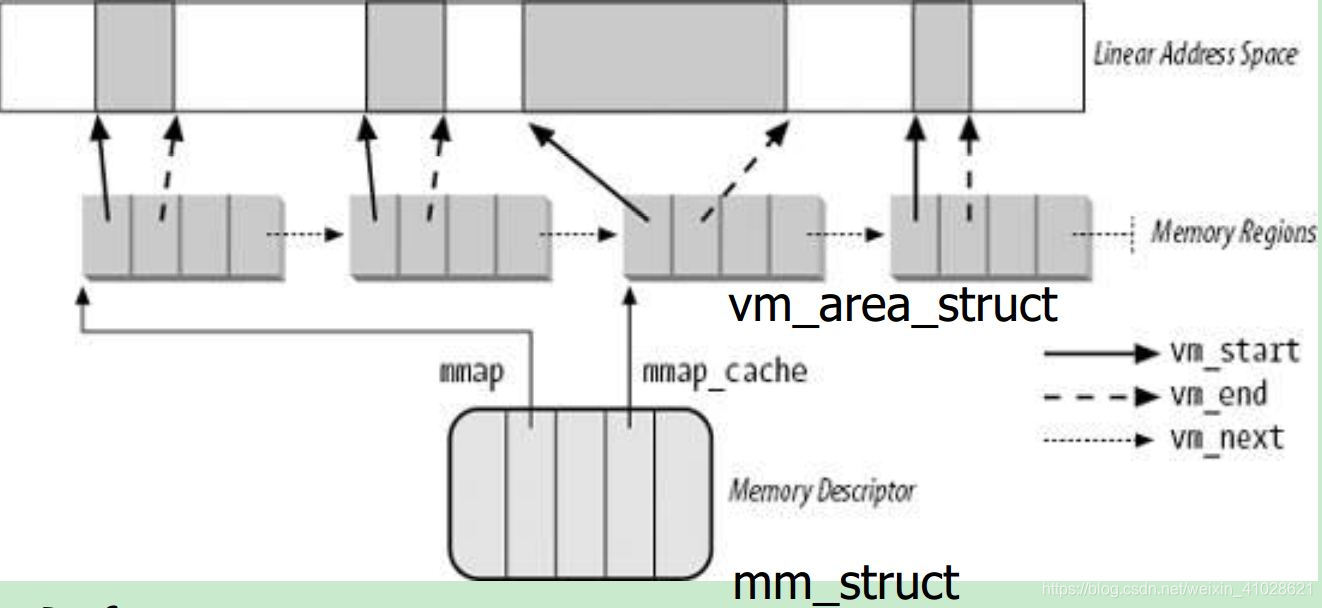 Linear Address Space
Memory Regions
vm_area_struct
vm_start
mmap
mmap_cache
vm_end
vm_next
Memory Descriptor
mm_struct
https://blog.csdn.net/weixin_41028621